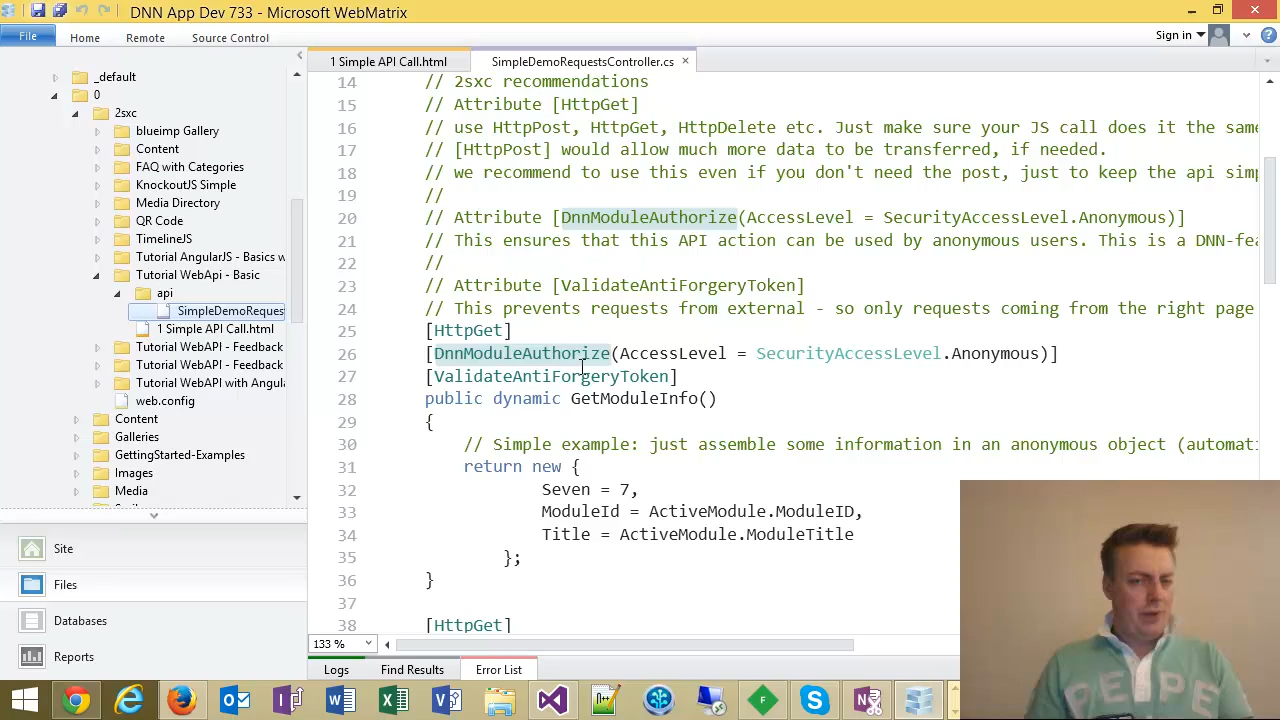 DNN App Dev 733 - Microsoft WebMatrix
File
Home
Remote
Source Control
Sign in
1 Simple API Call.html
SimpleDemoRequestsController.cs
_default
0
2sxc
blueimp Gallery
Content
FAQ with Categories
KnockoutJS Simple
Media Directory
QR Code
TimelineJS
Tutorial AngularJS - Basics w
Tutorial WebApi - Basic
api
SimpleDemoReques
1 Simple API Call.html
Tutorial WebAPI - Feedback
Tutorial WebAPI - Feedback
Tutorial WebAPI with Angul
web.config
Content
Galleries
GettingStarted-Examples
Images
Media
Site
Files
Databases
Reports
14 // 2sxc recommendations
15 // Attribute [HttpGet]
16 // use HttpPost, HttpGet, HttpDelete etc. Just make sure your JS call does it the same
17 // [HttpPost] would allow much more data to be transferred, if needed.
18 // we recommend to use this even if you don't need the post, just to keep the api simp
19 //
20 // Attribute [DnnModuleAuthorize(AccessLevel = SecurityAccessLevel.Anonymous)]
21 // This ensures that this API action can be used by anonymous users. This is a DNN-fea
22 //
23 // Attribute [ValidateAntiForgeryToken]
24 // This prevents requests from external - so only requests coming from the right page
25 [HttpGet]
26 [DnnModuleAuthorize(AccessLevel = SecurityAccessLevel.Anonymous)]
27 [ValidateAntiForgeryToken]
28 public dynamic GetModuleInfo()
29 {
30 // Simple example: just assemble some information in an anonymous object (automati
31 return new {
32 Seven = 7,
33 ModuleId = ActiveModule.ModuleID,
34 Title = ActiveModule.ModuleTitle
35 };
36 }
37
38 [HttpGet]
133 %
Logs
Find Results
Error List